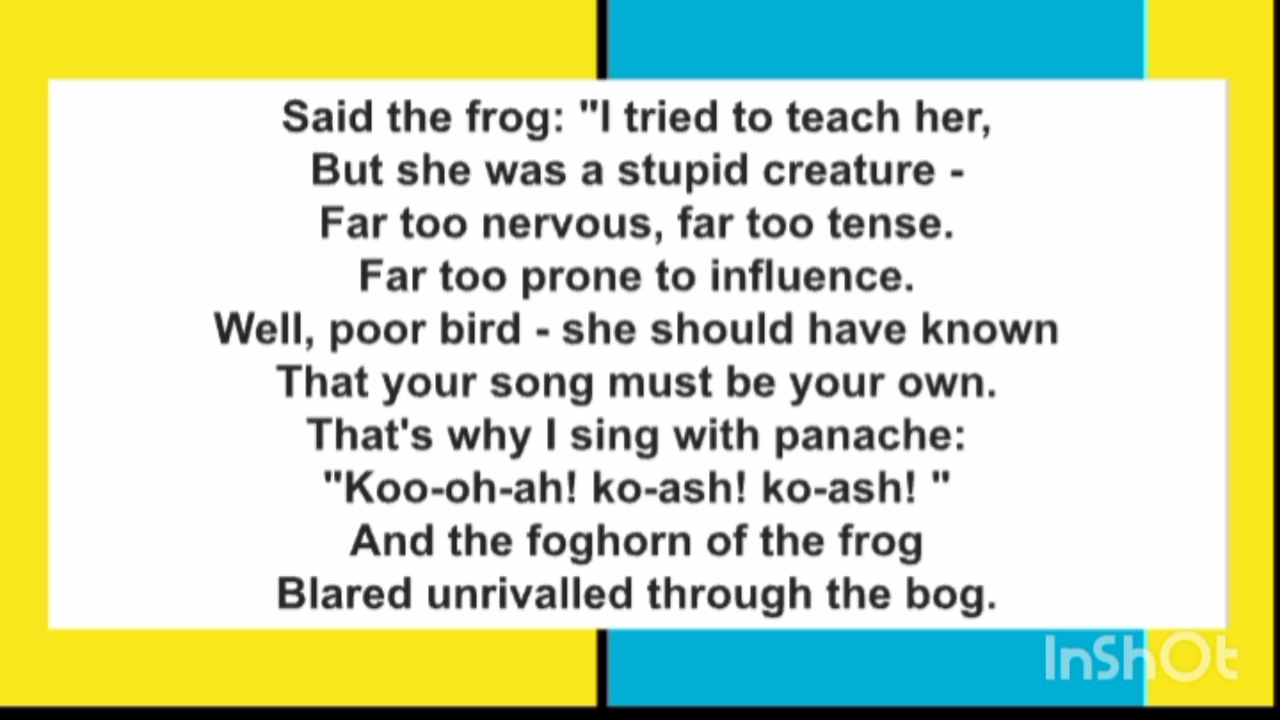 Said the frog: "I tried to teach her,
But she was a stupid creature -
Far too nervous, far too tense.
Far too prone to influence.
Well, poor bird - she should have known
That your song must be your own.
That's why I sing with panache:
"Koo-oh-ah! ko-ash! ko-ash! "
And the foghorn of the frog
Blared unrivalled through the bog.
InShOt